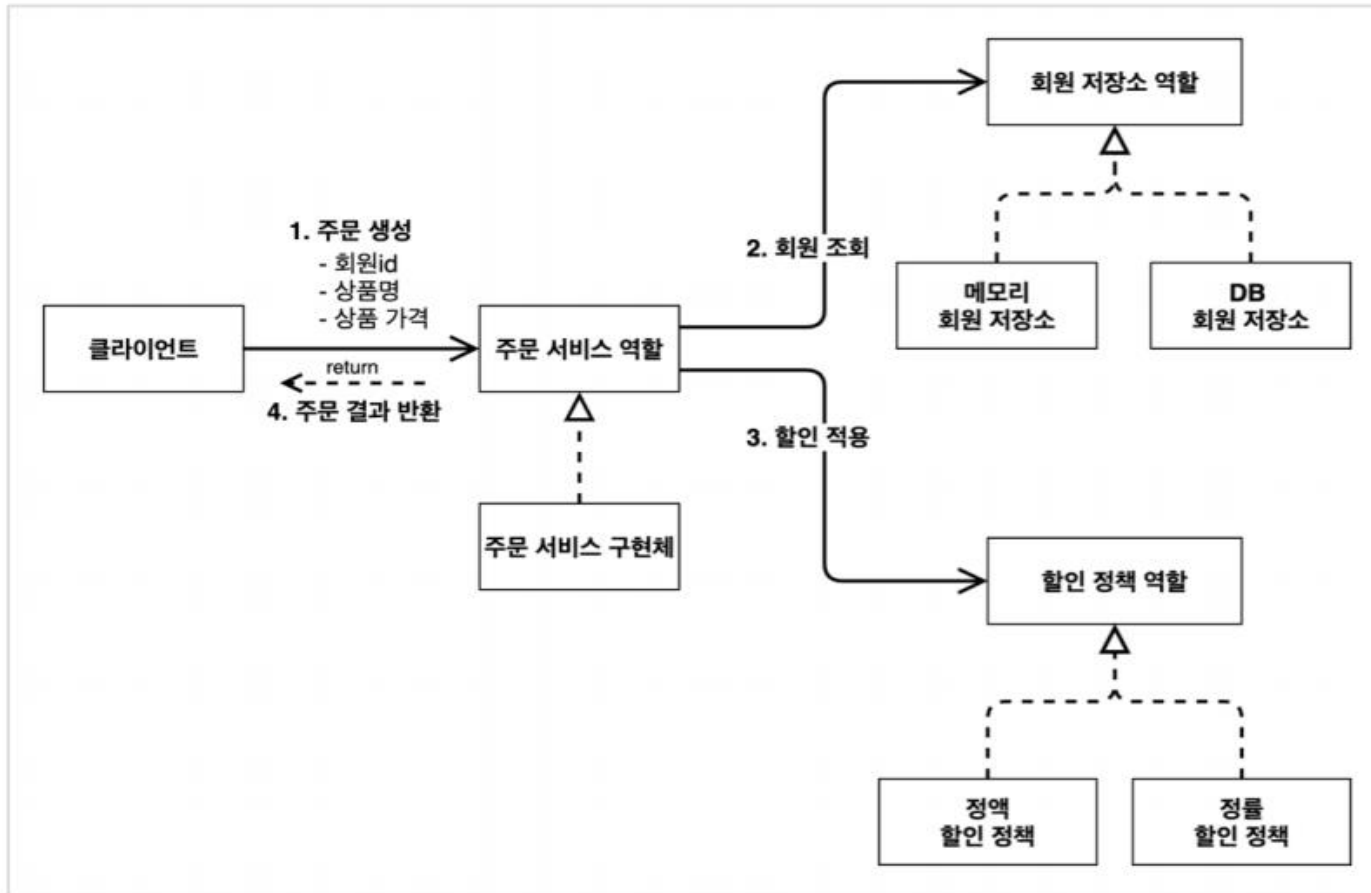 회원 저장소 역할
1. 주문 생성
- 회원id
- 상품명
- 상품 가격
2. 회원 조회
메모리
회원 저장소
DB
회원 저장소
클라이언트
주문 서비스 역할
return
4. 주문 결과 반환
3. 할인 적용
주문 서비스 구현체
할인 정책 역할
정액
할인 정책
정률
할인 정책